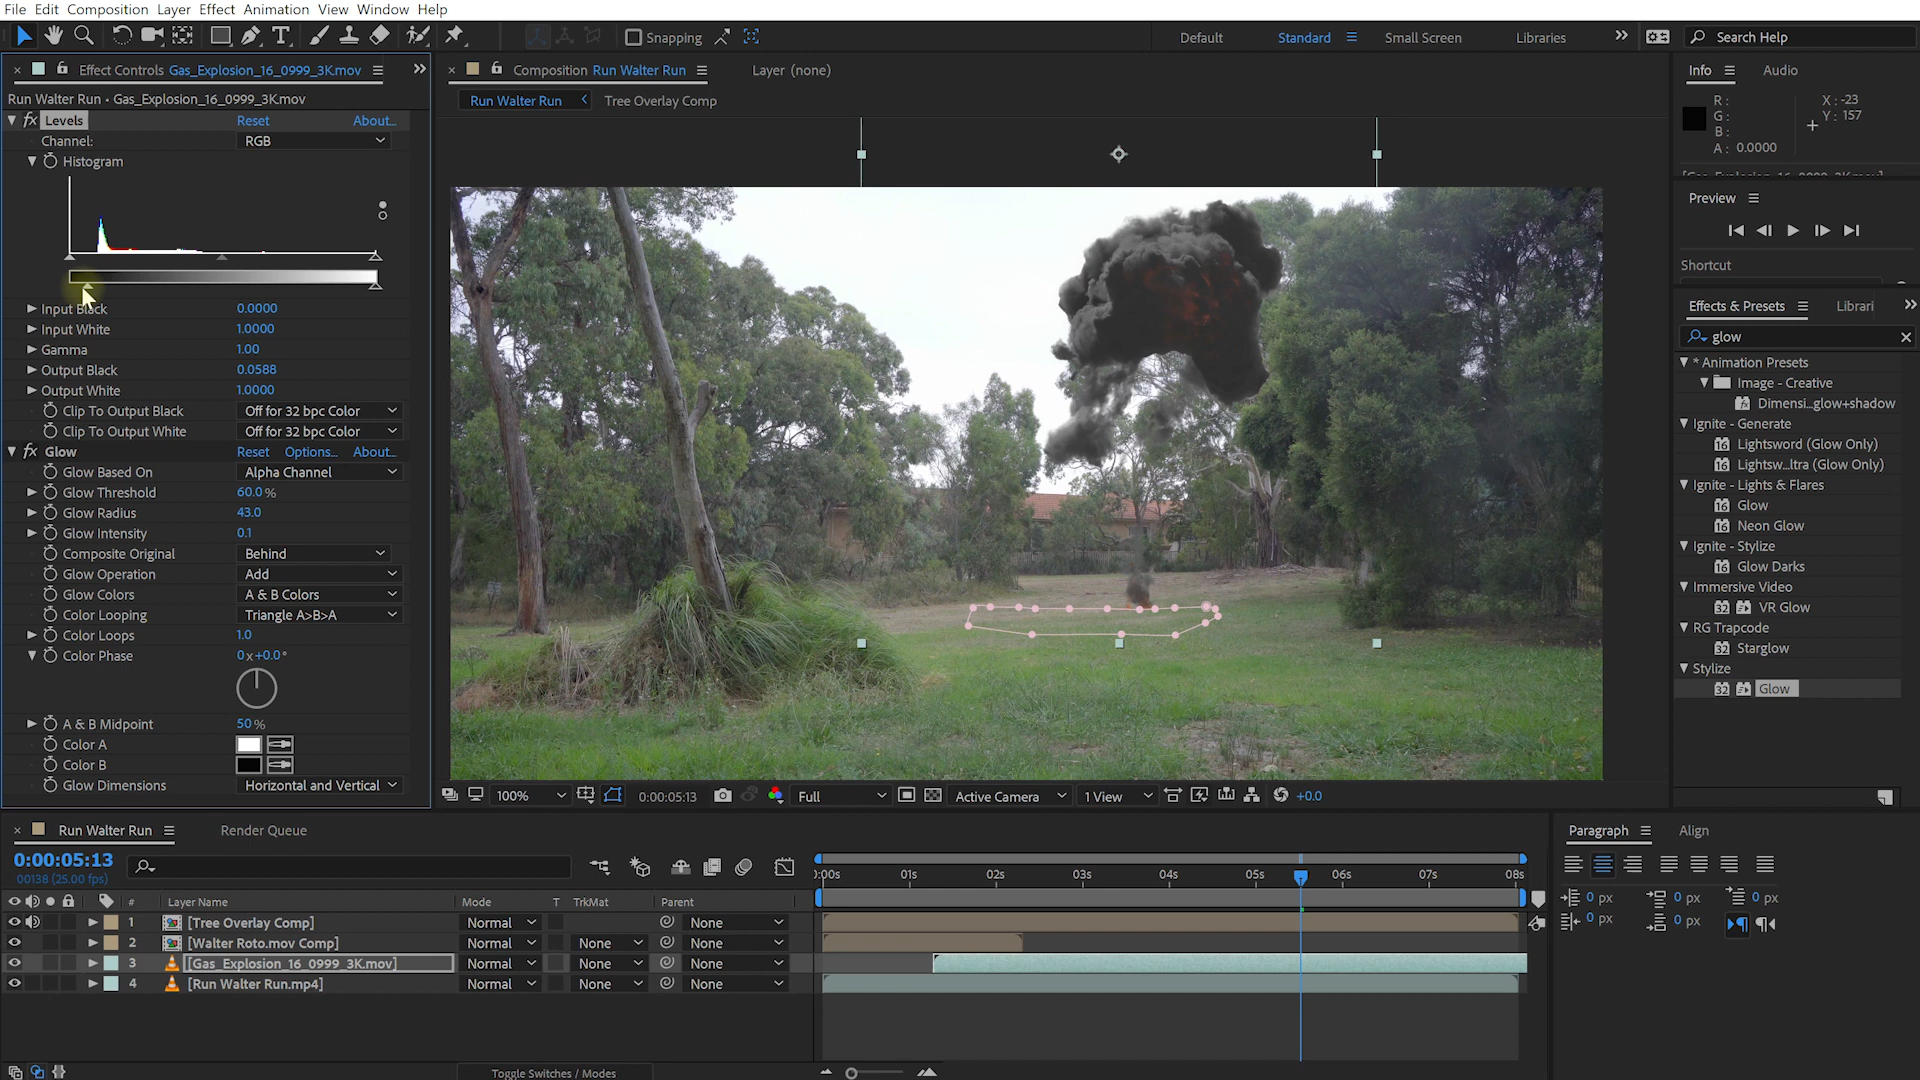 File Edit Composition Layer Effect Animation View Window Help
Snapping
Default Standard Small Screen Libraries
Search Help
Effect Controls Gas_Explosion_16_0999_3K.mov
Run Walter Run • Gas_Explosion_16_0999_3K.mov
fx Levels Reset About...
Channel: RGB
Histogram
Input Black 0.0000
Input White 1.0000
Gamma 1.00
Output Black 0.0588
Output White 1.0000
Clip To Output Black Off for 32 bpc Color
Clip To Output White Off for 32 bpc Color
fx Glow Reset Options... About...
Glow Based On Alpha Channel
Glow Threshold 60.0 %
Glow Radius 43.0
Glow Intensity 0.1
Composite Original Behind
Glow Operation Add
Glow Colors A & B Colors
Color Looping Triangle A>B>A
Color Loops 1.0
Color Phase 0 x+0.0°
A & B Midpoint 50 %
Color A
Color B
Glow Dimensions Horizontal and Vertical
Composition Run Walter Run
Layer (none)
Run Walter Run Tree Overlay Comp
100% 0:00:05:13 Full Active Camera 1 View +0.0
Info Audio
R : X : -23
G : Y : 157
B :
A : 0.0000
Preview
Shortcut
Effects & Presets Librari
glow
* Animation Presets
Image - Creative
Dimensi...glow+shadow
Ignite - Generate
Lightsword (Glow Only)
Lightsw...ltra (Glow Only)
Ignite - Lights & Flares
Glow
Neon Glow
Ignite - Stylize
Glow Darks
Immersive Video
VR Glow
RG Trapcode
Starglow
Stylize
Glow
Run Walter Run Render Queue
0:00:05:13
00138 (25.00 fps)
# Layer Name Mode T TrkMat Parent
1 [Tree Overlay Comp] Normal None
2 [Walter Roto.mov Comp] Normal None None
3 [Gas_Explosion_16_0999_3K.mov] Normal None None
4 [Run Walter Run.mp4] Normal None None
Toggle Switches / Modes
):00s 01s 02s 03s 04s 05s 06s 07s 08s
Paragraph Align
0 px 0 px 0 px
0 px 0 px